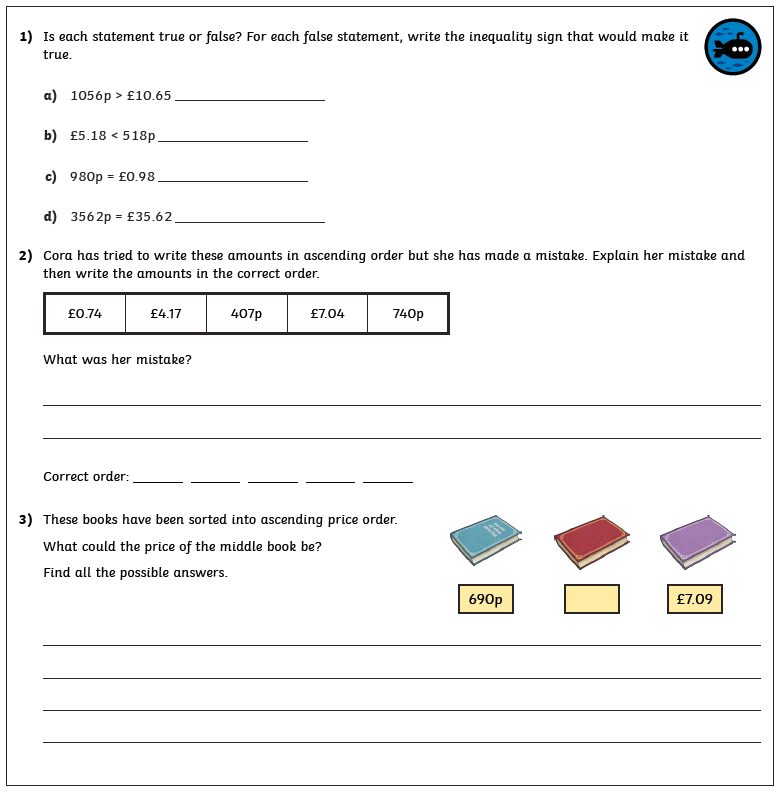 1) Is each statement true or false? For each false statement, write the inequality sign that would make it
true.
a) 1056p > £10.65
b) £5.18 < 518p
c) 980p = £0.98
d) 3562p = £35.62
2) Cora has tried to write these amounts in ascending order but she has made a mistake. Explain her mistake and
then write the amounts in the correct order.
£0.74 £4.17 407p £7.04 740p
What was her mistake?
Correct order:
3) These books have been sorted into ascending price order.
What could the price of the middle book be?
Find all the possible answers.
690p £7.09